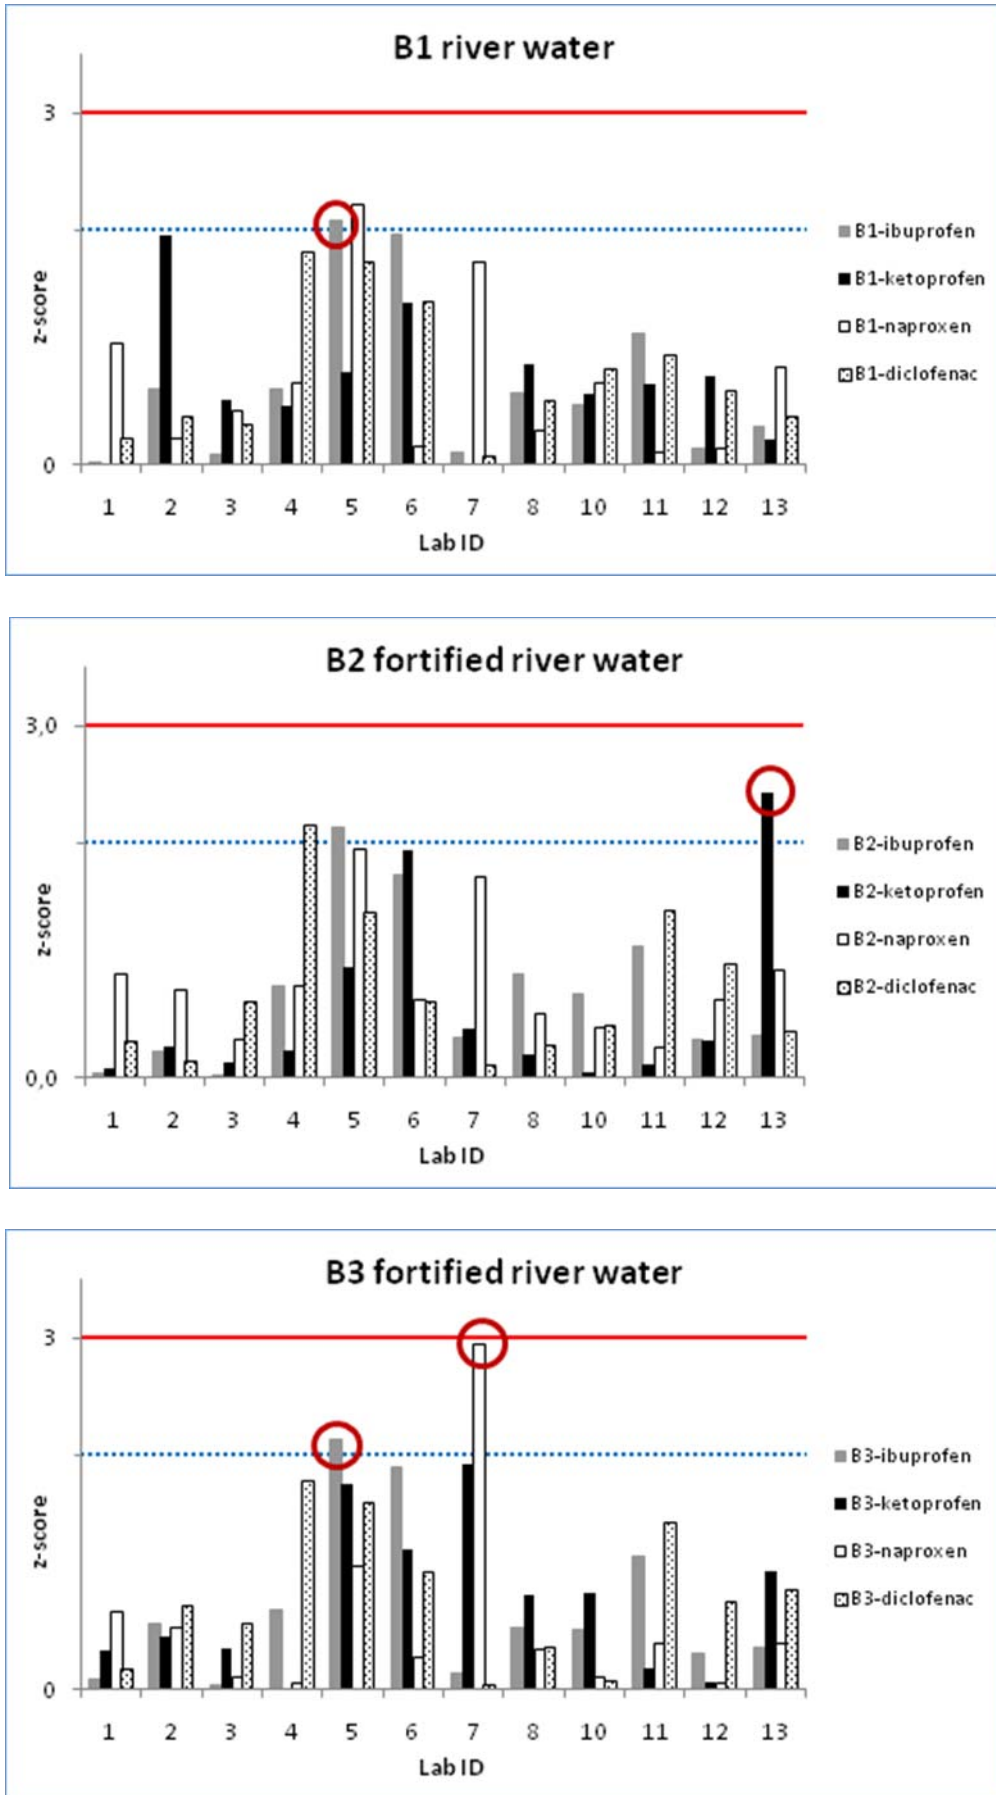 B1 river water
3
0
z-score
1 2 3 4 5 6 7 8 10 11 12 13
Lab ID
B1-ibuprofen
B1-ketoprofen
B1-naproxen
B1-diclofenac
B2 fortified river water
3,0
0,0
z-score
1 2 3 4 5 6 7 8 10 11 12 13
Lab ID
B2-ibuprofen
B2-ketoprofen
B2-naproxen
B2-diclofenac
B3 fortified river water
3
0
z-score
1 2 3 4 5 6 7 8 10 11 12 13
Lab ID
B3-ibuprofen
B3-ketoprofen
B3-naproxen
B3-diclofenac